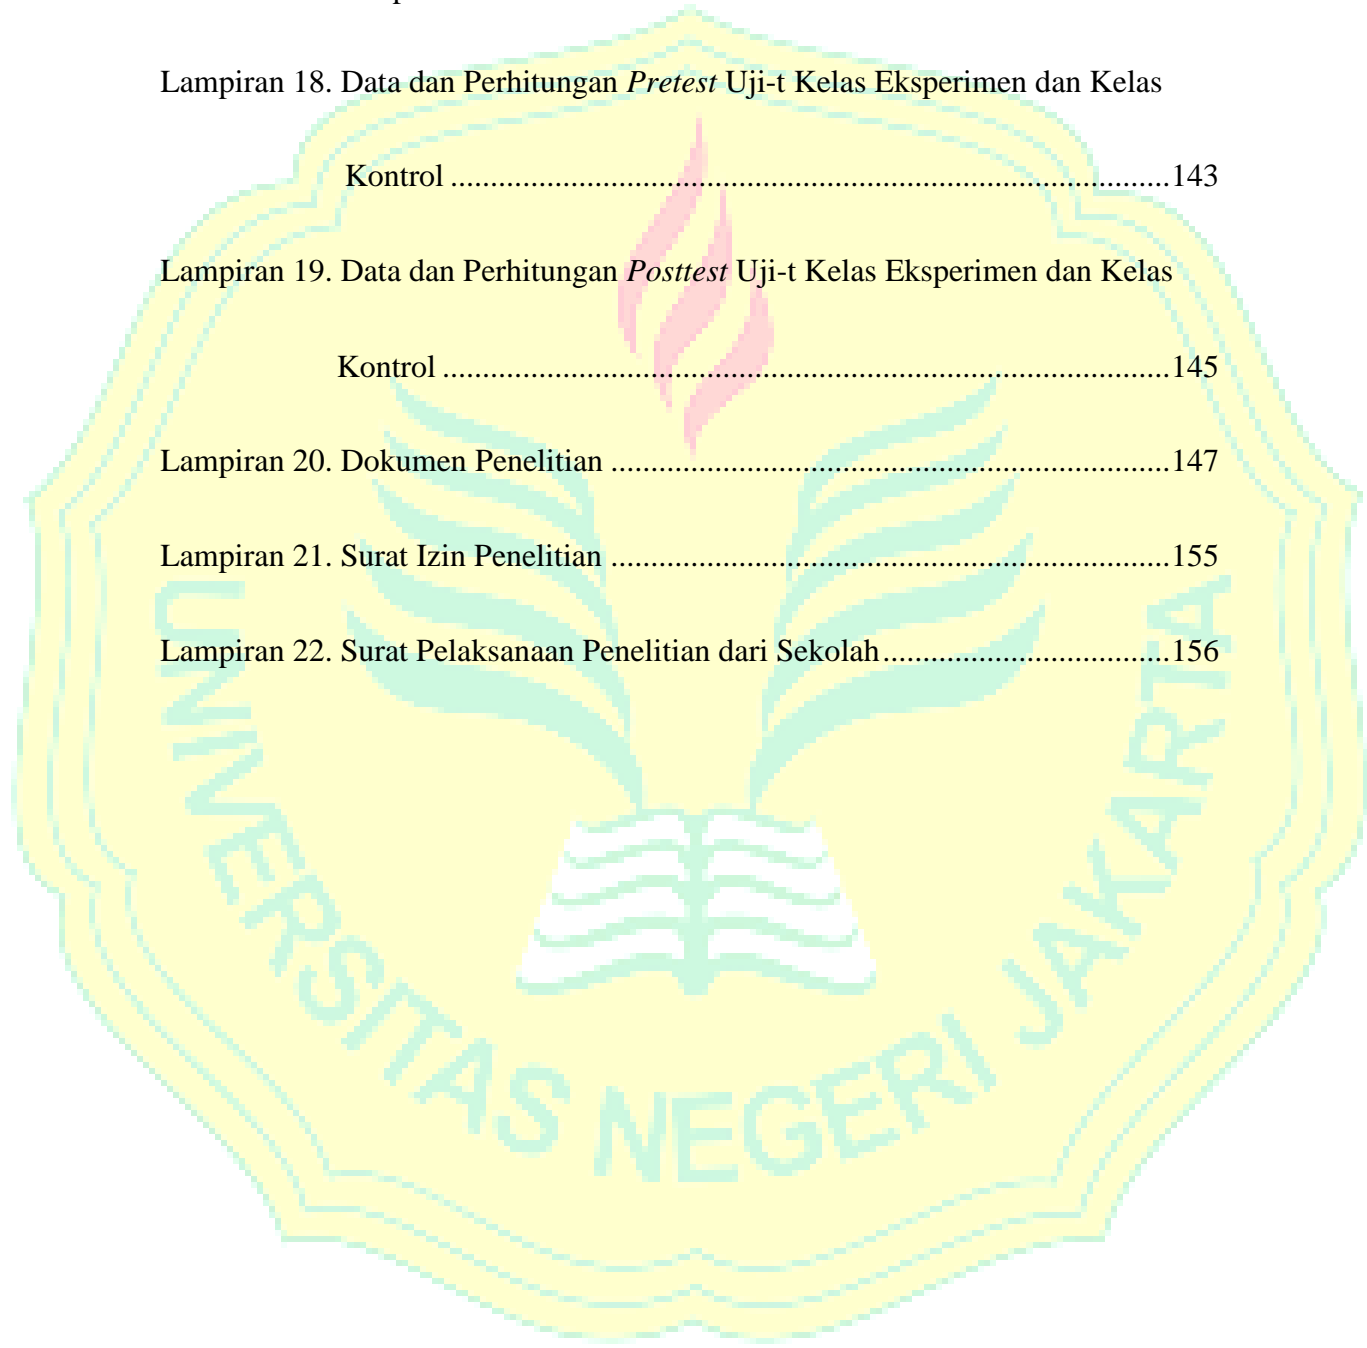 Lampiran 18. Data dan Perhitungan Pretest Uji-t Kelas Eksperimen dan Kelas
Kontrol ................................................................................143
Lampiran 19. Data dan Perhitungan Posttest Uji-t Kelas Eksperimen dan Kelas
Kontrol .................................................................................145
Lampiran 20. Dokumen Penelitian ..............................................................147
Lampiran 21. Surat Izin Penelitian ..............................................................155
Lampiran 22. Surat Pelaksanaan Penelitian dari Sekolah................................156
UNIVERSITAS NEGERI JAKARTA